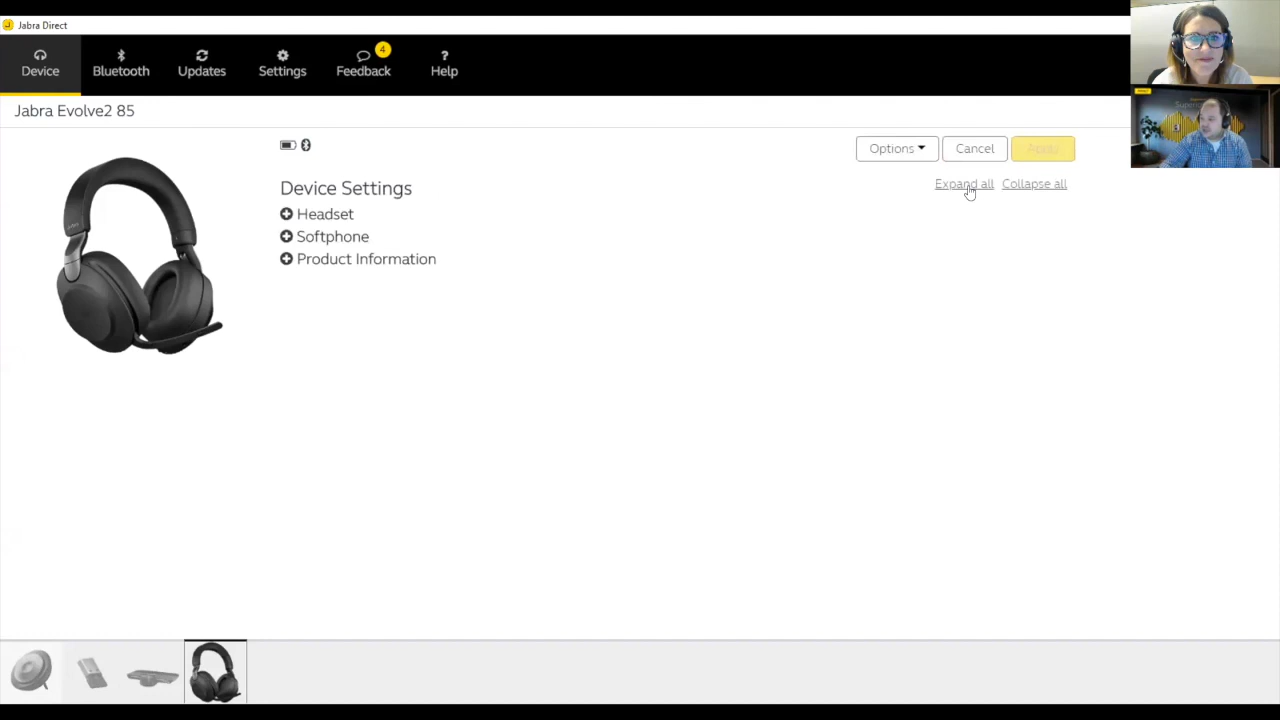 Jabra Direct
Device
Bluetooth
Updates
Settings
Feedback
4
Help
Jabra Evolve2 85
Options
Cancel
Apply
Expand all
Collapse all
Device Settings
Headset
Softphone
Product Information